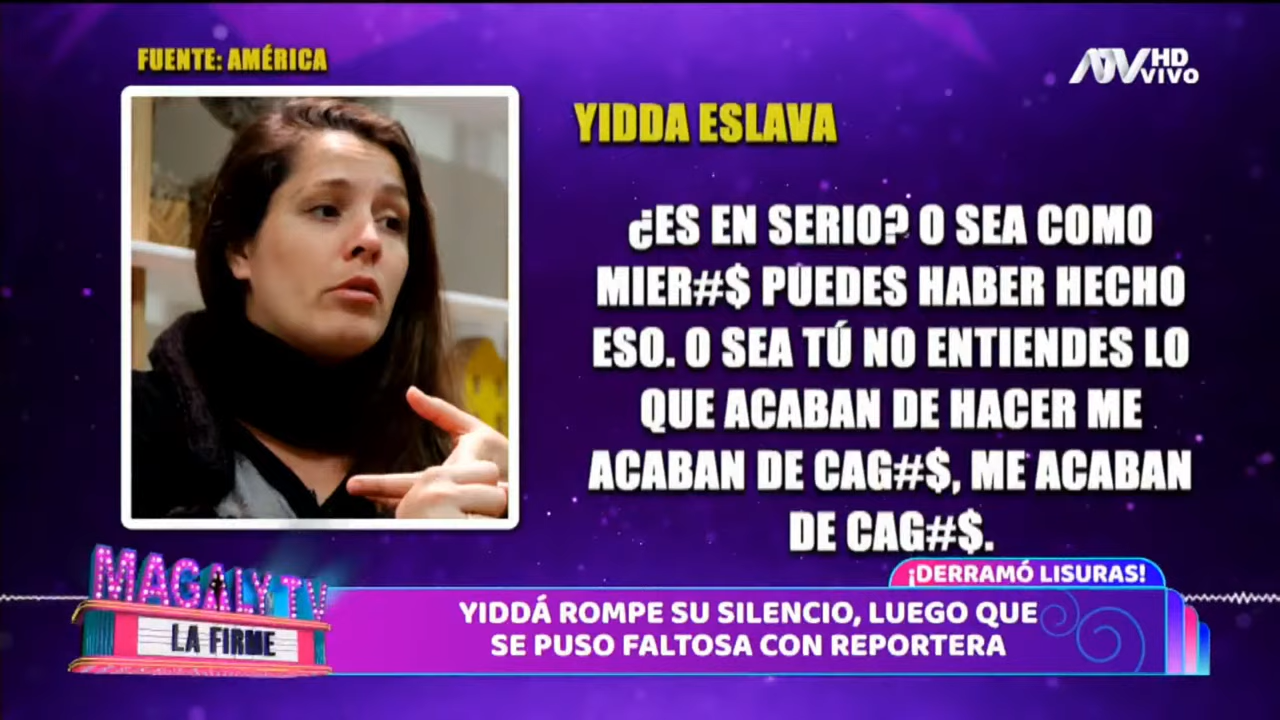 FUENTE: AMÉRICA
ATV HD
VIVO
YIDDA ESLAVA
¿ES EN SERIO? O SEA COMO
MIER#$ PUEDES HABER HECHO
ESO. O SEA TÚ NO ENTIENDES LO
QUE ACABAN DE HACER ME
ACABAN DE CAG#$, ME ACABAN
DE CAG#$.
¡DERRAMÓ LISURAS!
MAGALY TV
LA FIRME
YIDDÁ ROMPE SU SILENCIO, LUEGO QUE
SE PUSO FALTOSA CON REPORTERA